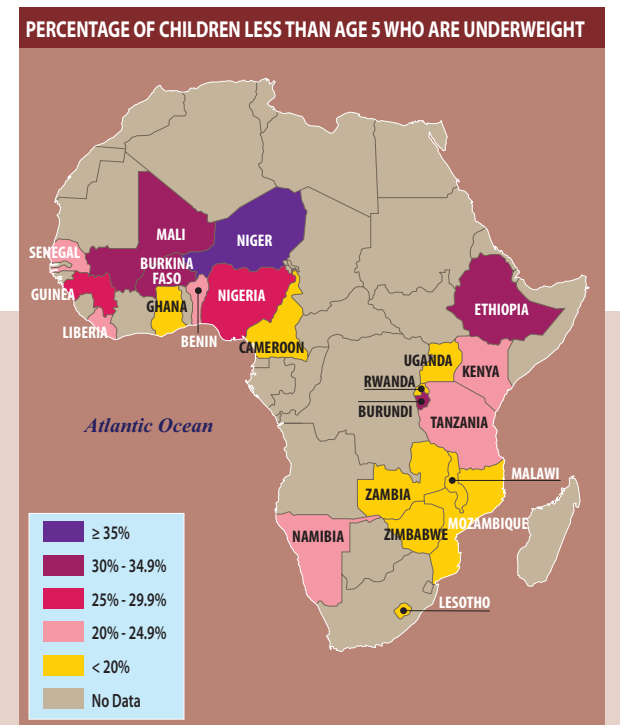 PERCENTAGE OF CHILDREN LESS THAN AGE 5 WHO ARE UNDERWEIGHT
MALI
NIGER
SENEGAL
BURKINA
FASO
GUINEA
GHANA
NIGERIA
ETHIOPIA
LIBERIA
BENIN
CAMEROON
UGANDA
KENYA
RWANDA
BURUNDI
TANZANIA
Atlantic Ocean
MALAWI
ZAMBIA
MOZAMBIQUE
NAMIBIA
ZIMBABWE
LESOTHO
≥ 35%
30% - 34.9%
25% - 29.9%
20% - 24.9%
< 20%
No Data